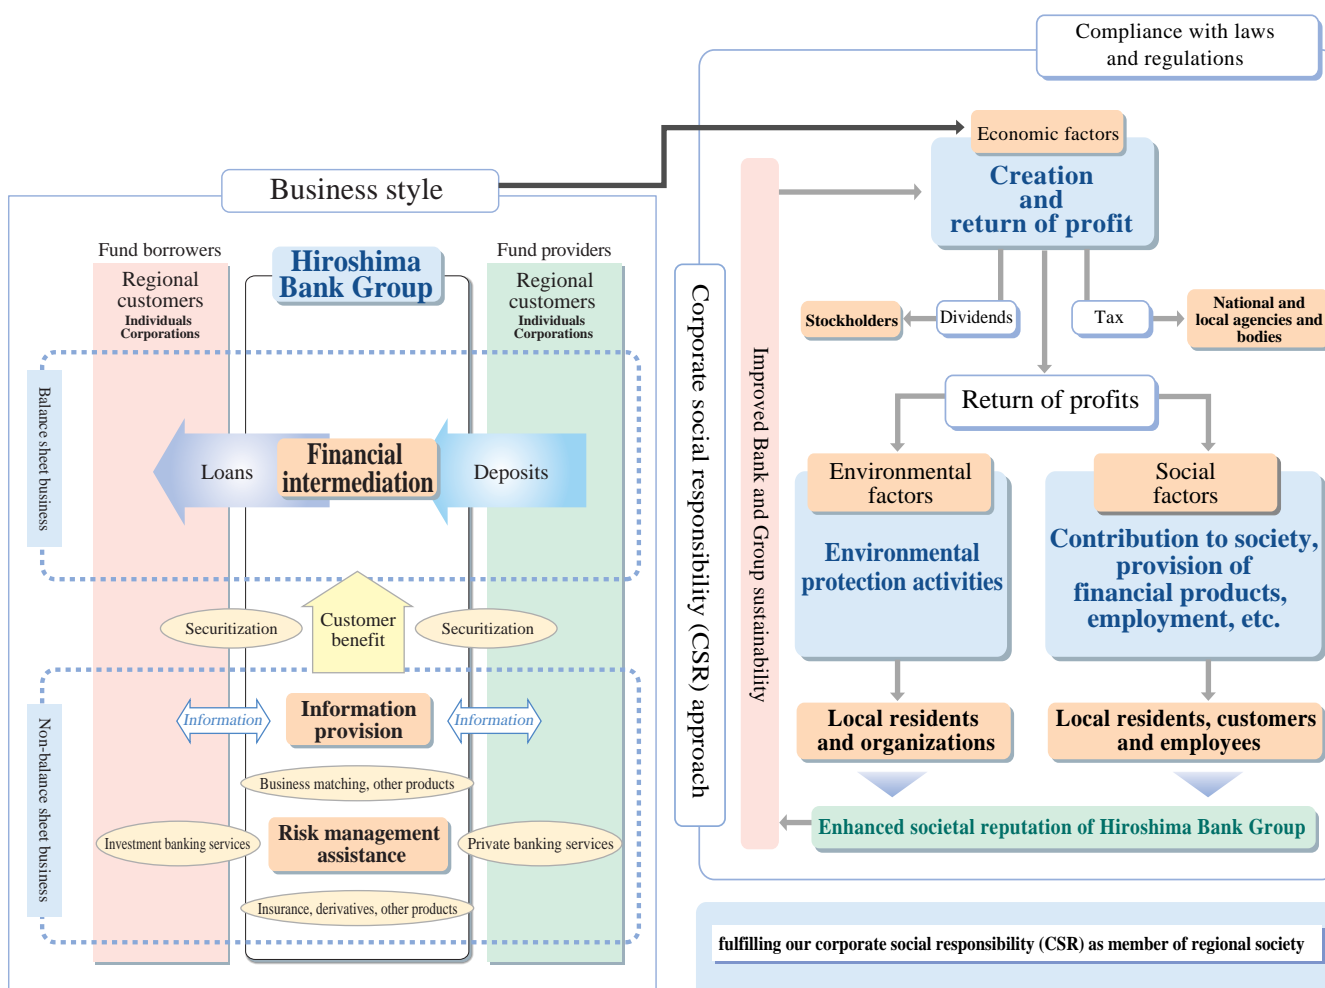 Compliance with laws
and regulations
Business style
Fund borrowers
Regional
customers
Individuals
Corporations
Hiroshima
Bank Group
Fund providers
Regional
customers
Individuals
Corporations
Balance sheet business
Loans
Financial
intermediation
Deposits
Securitization
Customer
benefit
Securitization
Non-balance sheet business
Information
Information
provision
Information
Business matching, other products
Investment banking services
Risk management
assistance
Private banking services
Insurance, derivatives, other products
Corporate social responsibility (CSR) approach
Improved Bank and Group sustainability
Economic factors
Creation
and
return of profit
Stockholders
Dividends
Tax
National and
local agencies and
bodies
Return of profits
Environmental
factors
Environmental
protection activities
Social
factors
Contribution to society,
provision of
financial products,
employment, etc.
Local residents
and organizations
Local residents, customers
and employees
Enhanced societal reputation of Hiroshima Bank Group
fulfilling our corporate social responsibility (CSR) as member of regional society